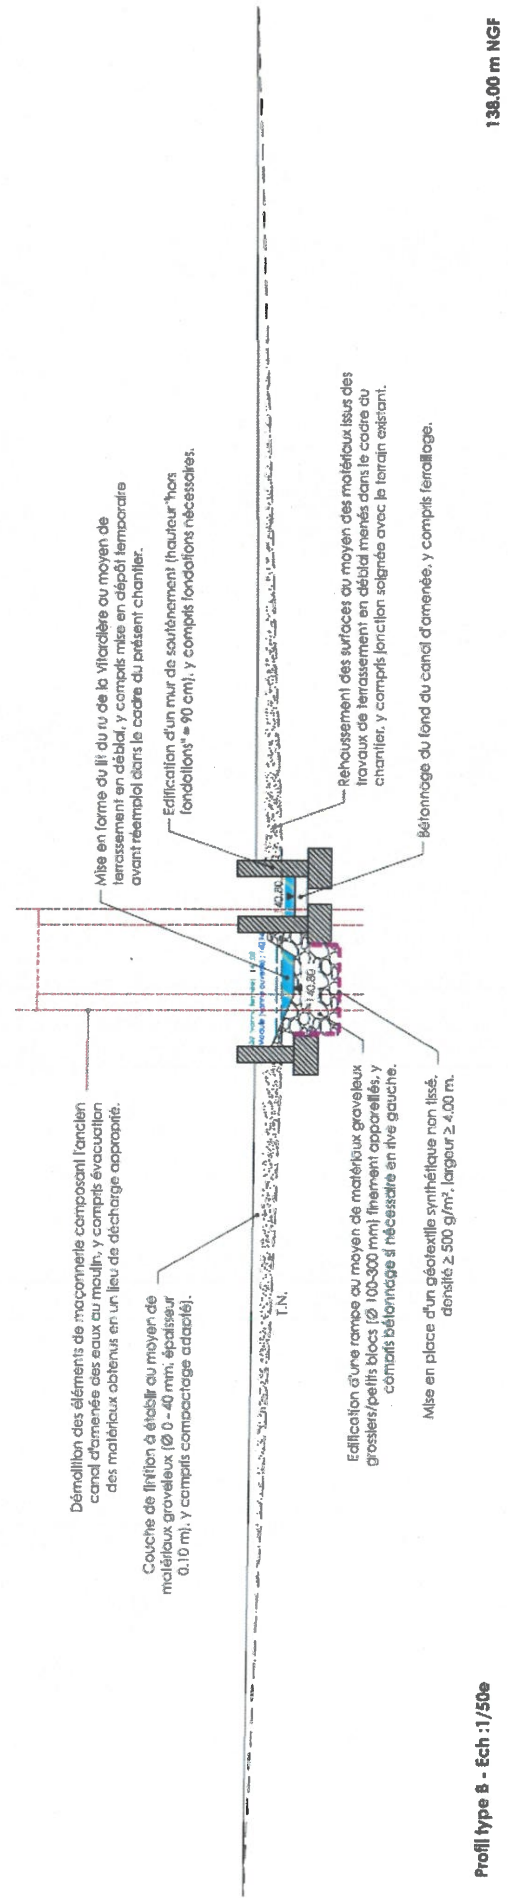 Démolition des éléments de maçonnerie composant l'ancien
canal d'amenée des eaux au moulin, y compris évacuation
des matériaux obtenus en un lieu de décharge approprié.
Couche de finition à établir au moyen de
matériaux graveleux (Ø 0 - 40 mm; épaisseur
0.10 m), y compris compactage adapté).
Mise en forme du lit du ru de la Vitardière au moyen de
terrassement en déblai, y compris mise en dépôt temporaire
avant réemploi dans le cadre du présent chantier.
Edification d'un mur de soutènement (hauteur "hors
fondations" = 90 cm), y compris fondations nécessaires.
140.80
140.80
T.N.
Rehaussement des surfaces au moyen des matériaux issus des
travaux de terrassement en déblai menés dans le cadre du
chantier, y compris jonction soignée avec le terrain existant.
Bétonnage du fond du canal d'amenée, y compris ferraillage.
Edification d'une rampe au moyen de matériaux graveleux
grossiers/petits blocs (Ø 100-300 mm) finement appareillés, y
compris bétonnage si nécessaire en rive gauche.
Mise en place d'un géotextile synthétique non tissé,
densité ≥ 500 g/m², largeur ≥ 4.00 m.
Profil type B - Ech :1/50e
138.00 m NGF